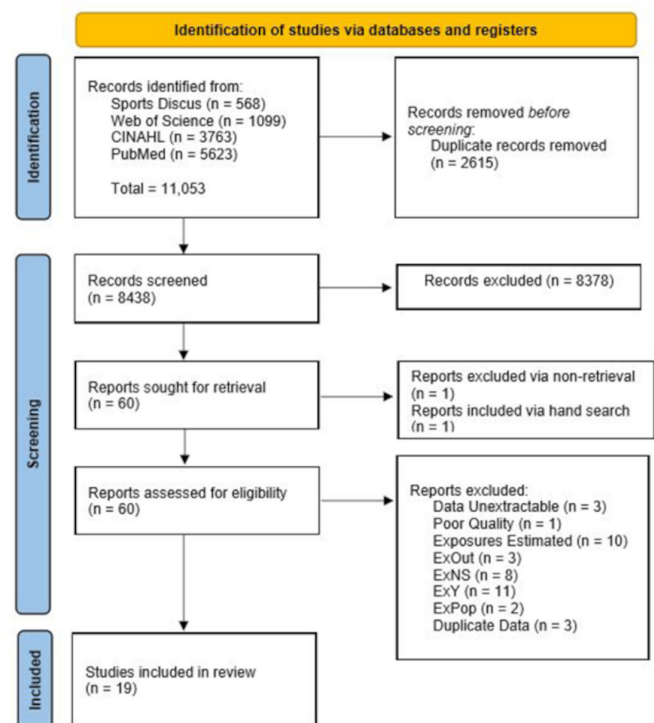 Identification of studies via databases and registers
Identification
Records identified from:
Sports Discus (n = 568)
Web of Science (n = 1099)
CINAHL (n = 3763)
PubMed (n = 5623)
Total = 11,053
Records removed before
screening:
Duplicate records removed
(n = 2615)
Screening
Records screened
(n = 8438)
Records excluded (n = 8378)
Reports sought for retrieval
(n = 60)
Reports excluded via non-retrieval
(n = 1)
Reports included via hand search
(n = 1)
Reports assessed for eligibility
(n = 60)
Reports excluded:
Data Unextractable (n = 3)
Poor Quality (n = 1)
Exposures Estimated (n = 10)
ExOut (n = 3)
ExNS (n = 8)
ExY (n = 11)
ExPop (n = 2)
Duplicate Data (n = 3)
Included
Studies included in review
(n = 19)